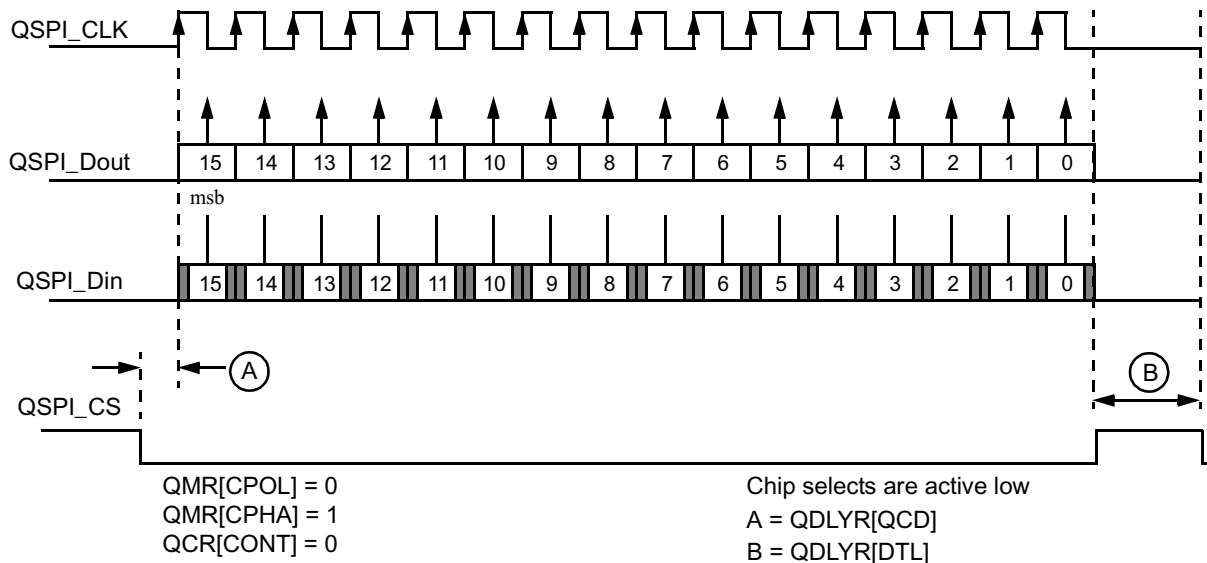 QSPI_CLK
QSPI_Dout
15 14 13 12 11 10 9 8 7 6 5 4 3 2 1 0
msb
QSPI_Din
15 14 13 12 11 10 9 8 7 6 5 4 3 2 1 0
A
B
QSPI_CS
QMR[CPOL] = 0
QMR[CPHA] = 1
QCR[CONT] = 0
Chip selects are active low
A = QDLYR[QCD]
B = QDLYR[DTL]